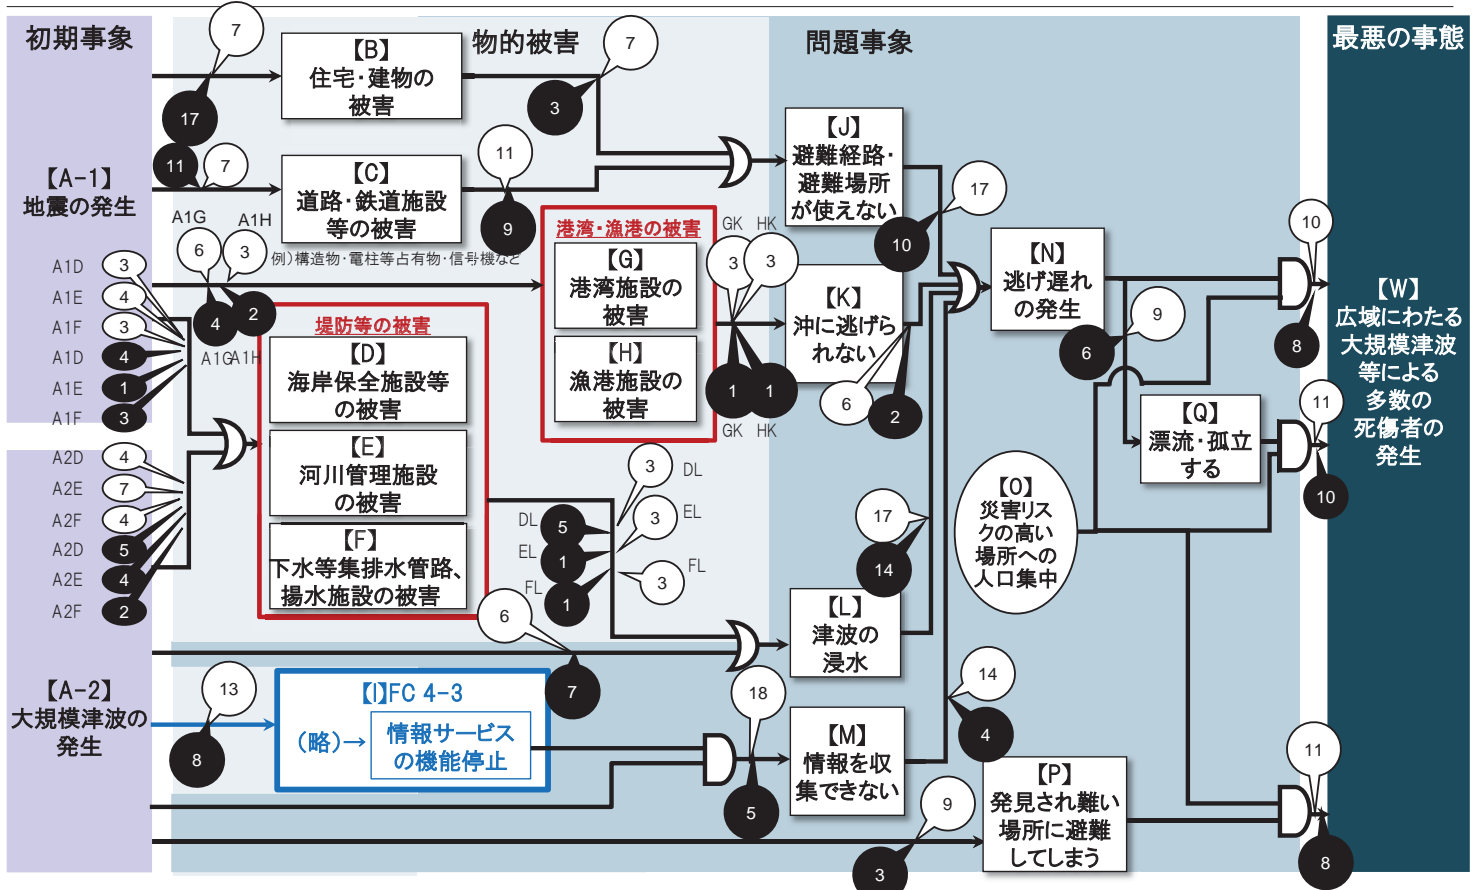 初期事象
物的被害
問題事象
最悪の事態
【A-1】
地震の発生
【A-2】
大規模津波の
発生
7
17
【B】
住宅・建物の
被害
7
3
11
7
【C】
道路・鉄道施設
等の被害
11
9
例）構造物・電柱等占有物・信号機など
A1G
A1H
6
3
4
2
A1G
A1H
A1D
3
A1E
4
A1F
3
A1D
4
A1E
1
A1F
3
A2D
4
A2E
7
A2F
4
A2D
5
A2E
4
A2F
2
堤防等の被害
【D】
海岸保全施設等
の被害
【E】
河川管理施設
の被害
【F】
下水等集排水管路、
揚水施設の被害
港湾・漁港の被害
【G】
港湾施設の
被害
【H】
漁港施設の
被害
GK
HK
3
3
1
1
GK
HK
3
DL
DL
5
3
EL
EL
1
3
FL
FL
1
6
7
13
8
【I】FC 4-3
（略）→
情報サービス
の機能停止
18
5
【J】
避難経路・
避難場所
が使えない
17
10
【K】
沖に逃げら
れない
6
2
【L】
津波の
浸水
17
14
【M】
情報を収
集できない
14
4
【N】
逃げ遅れ
の発生
9
6
【O】
災害リス
クの高い
場所への
人口集中
【P】
発見され難い
場所に避難
してしまう
9
3
【Q】
漂流・孤立
する
10
8
11
10
11
8
【W】
広域にわたる
大規模津波
等による
多数の
死傷者の
発生